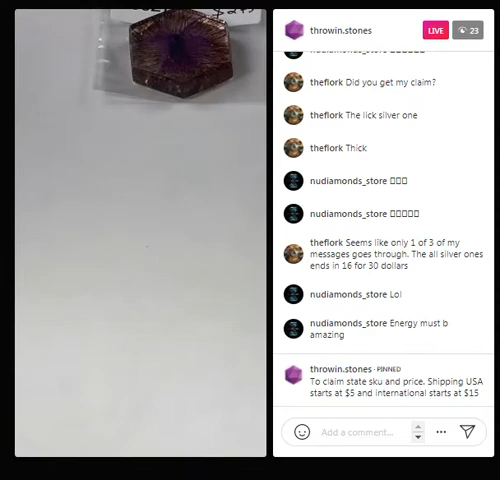 throwin.stones
LIVE
23
nudiamonds_store
theflork Did you get my claim?
theflork The lick silver one
theflork Thick
nudiamonds_store □□□
nudiamonds_store □□□□□
theflork Seems like only 1 of 3 of my
messages goes through. The all silver ones
ends in 16 for 30 dollars
nudiamonds_store Lol
nudiamonds_store Energy must b
amazing
throwin.stones · PINNED
To claim state sku and price. Shipping USA
starts at $5 and international starts at $15
Add a comment...